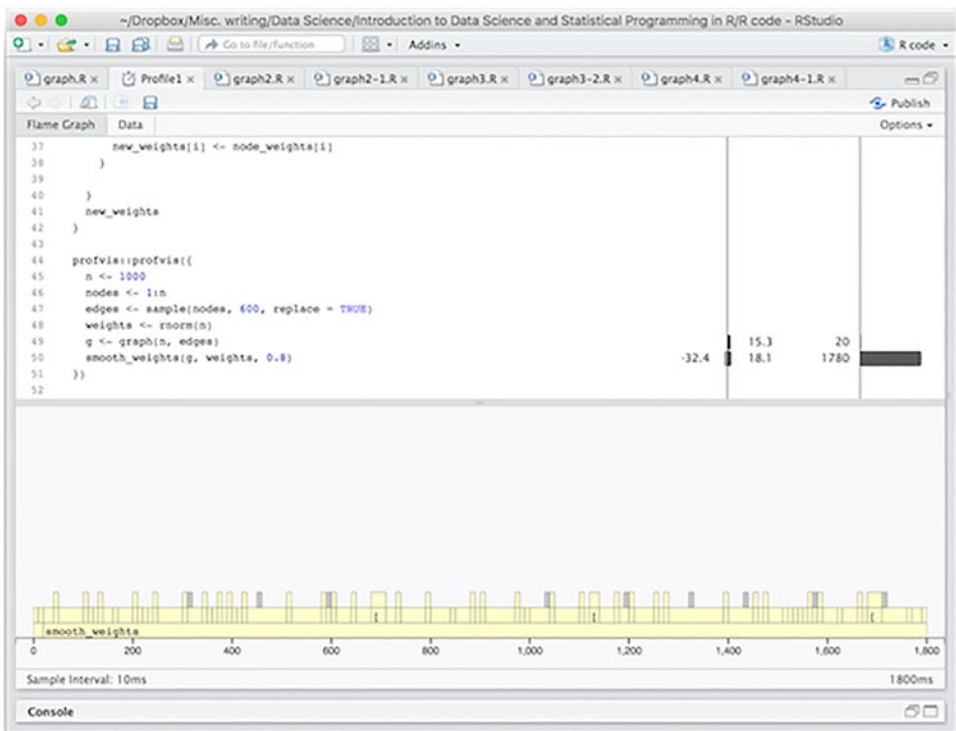 ~/Dropbox/Misc. writing/Data Science/Introduction to Data Science and Statistical Programming in R/R code - RStudio
Go to file/function Addins R code
graph.R × Profile1 × graph2.R × graph2-1.R × graph3.R × graph3-2.R × graph4.R × graph4-1.R ×
Publish
Flame Graph Data Options
37 new_weights[i] <- node_weights[i]
38 }
39
40 }
41 new_weights
42 }
43
44 profvis::profvis({
45 n <- 1000
46 nodes <- 1:n
47 edges <- sample(nodes, 600, replace = TRUE)
48 weights <- rnorm(n)
49 g <- graph(n, edges) 15.3 20
50 smooth_weights(g, weights, 0.8) -32.4 18.1 1780
51 })
52
[ [ [
smooth_weights
0 200 400 600 800 1,000 1,200 1,400 1,600 1,800
Sample Interval: 10ms 1800ms
Console